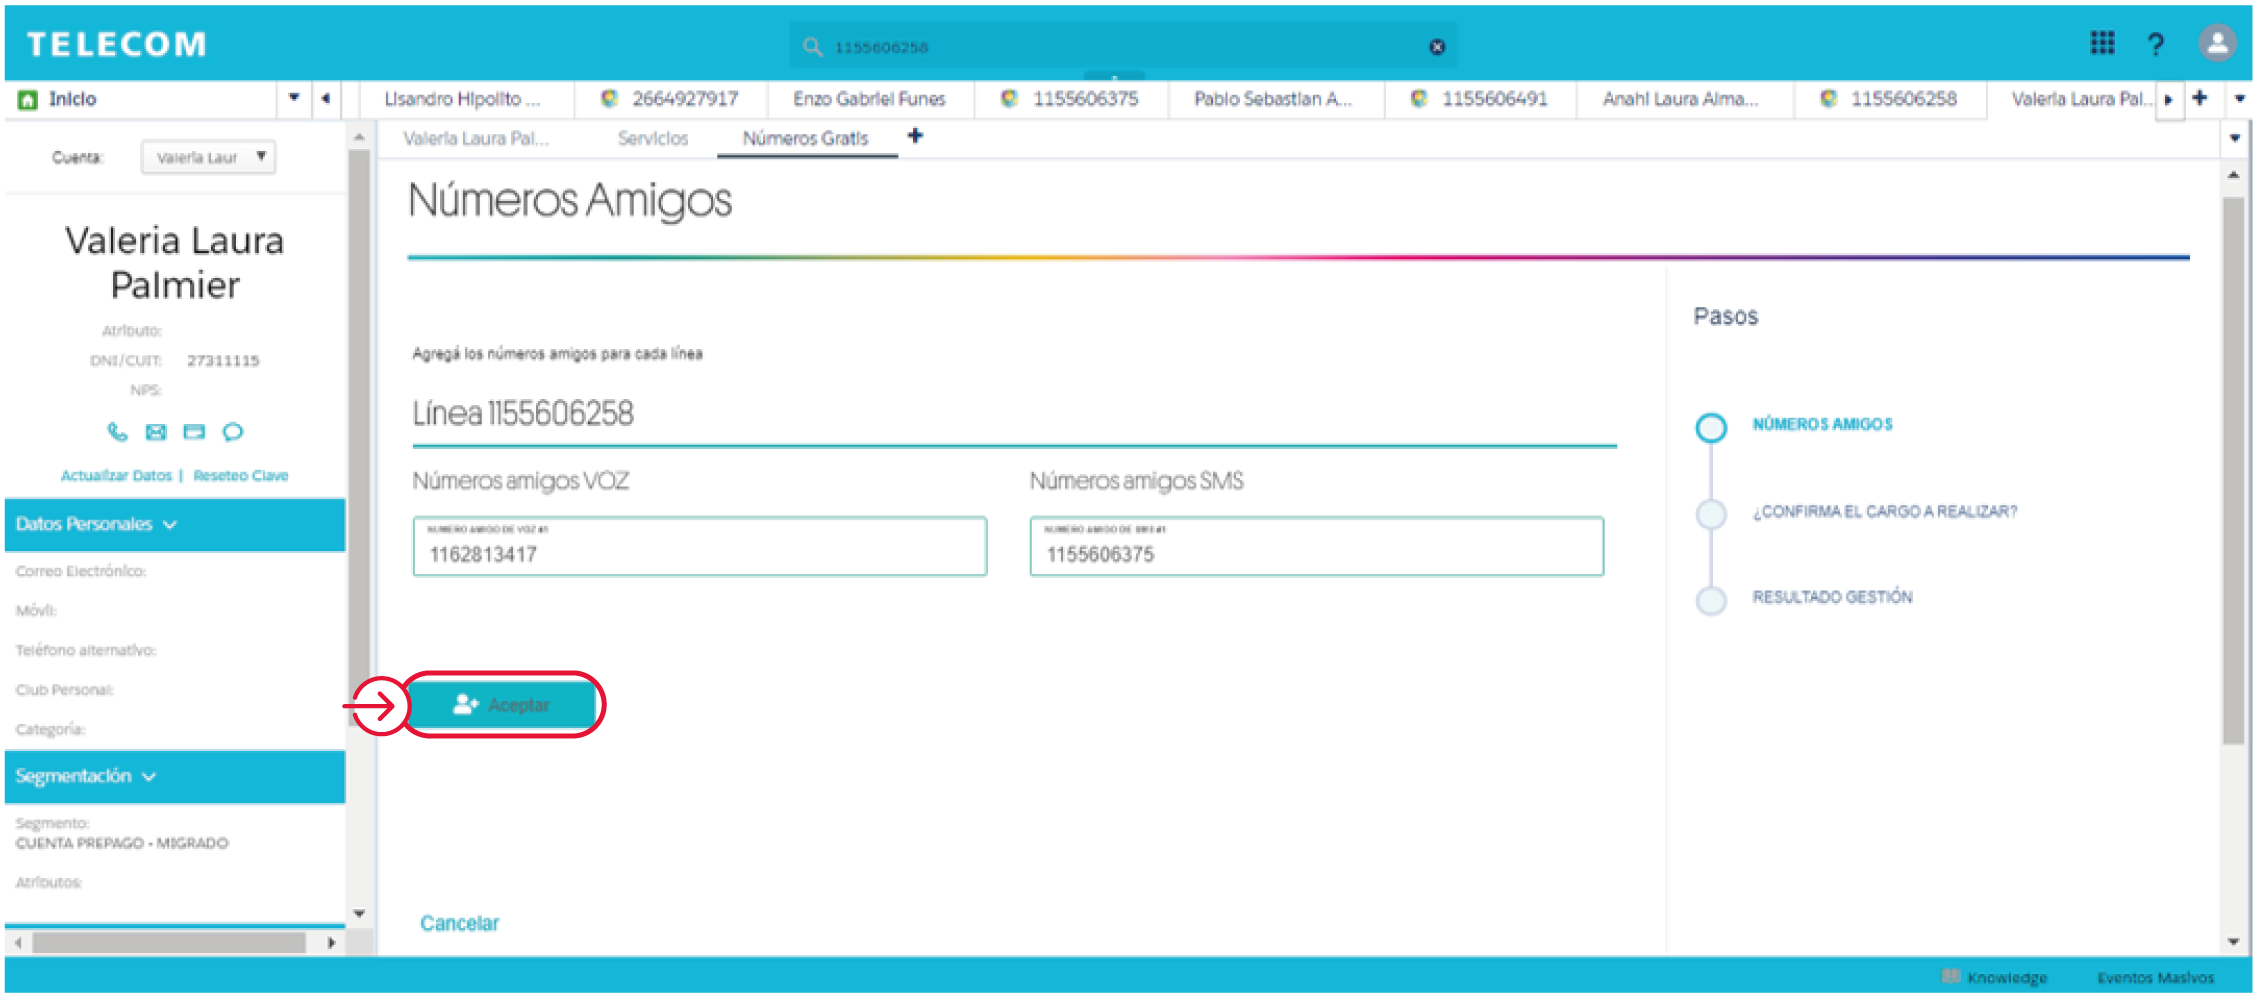 TELECOM
1155606258
?
Inicio
Lisandro Hipolito ...
2664927917
Enzo Gabriel Funes
1155606375
Pablo Sebastian A...
1155606491
Anahi Laura Alma...
1155606258
Valeria Laura Pal...
Cuenta:
Valeria Laur
Valeria Laura Pal...
Servicios
Números Gratis
Valeria Laura
Palmier
Atributo:
DNI/CUIT: 27311115
NPS:
Actualizar Datos | Reseteo Clave
Datos Personales
Correo Electrónico:
Móvil:
Teléfono alternativo:
Club Personal:
Categoría:
Segmentación
Segmento:
CUENTA PREPAGO - MIGRADO
Atributos:
Números Amigos
Agregá los números amigos para cada línea
Línea 1155606258
Números amigos VOZ
NUMERO AMIGO DE VOZ #1
1162813417
Números amigos SMS
NUMERO AMIGO DE SMS #1
1155606375
Aceptar
Cancelar
Pasos
NÚMEROS AMIGOS
¿CONFIRMA EL CARGO A REALIZAR?
RESULTADO GESTIÓN
Knowledge
Eventos Masivos